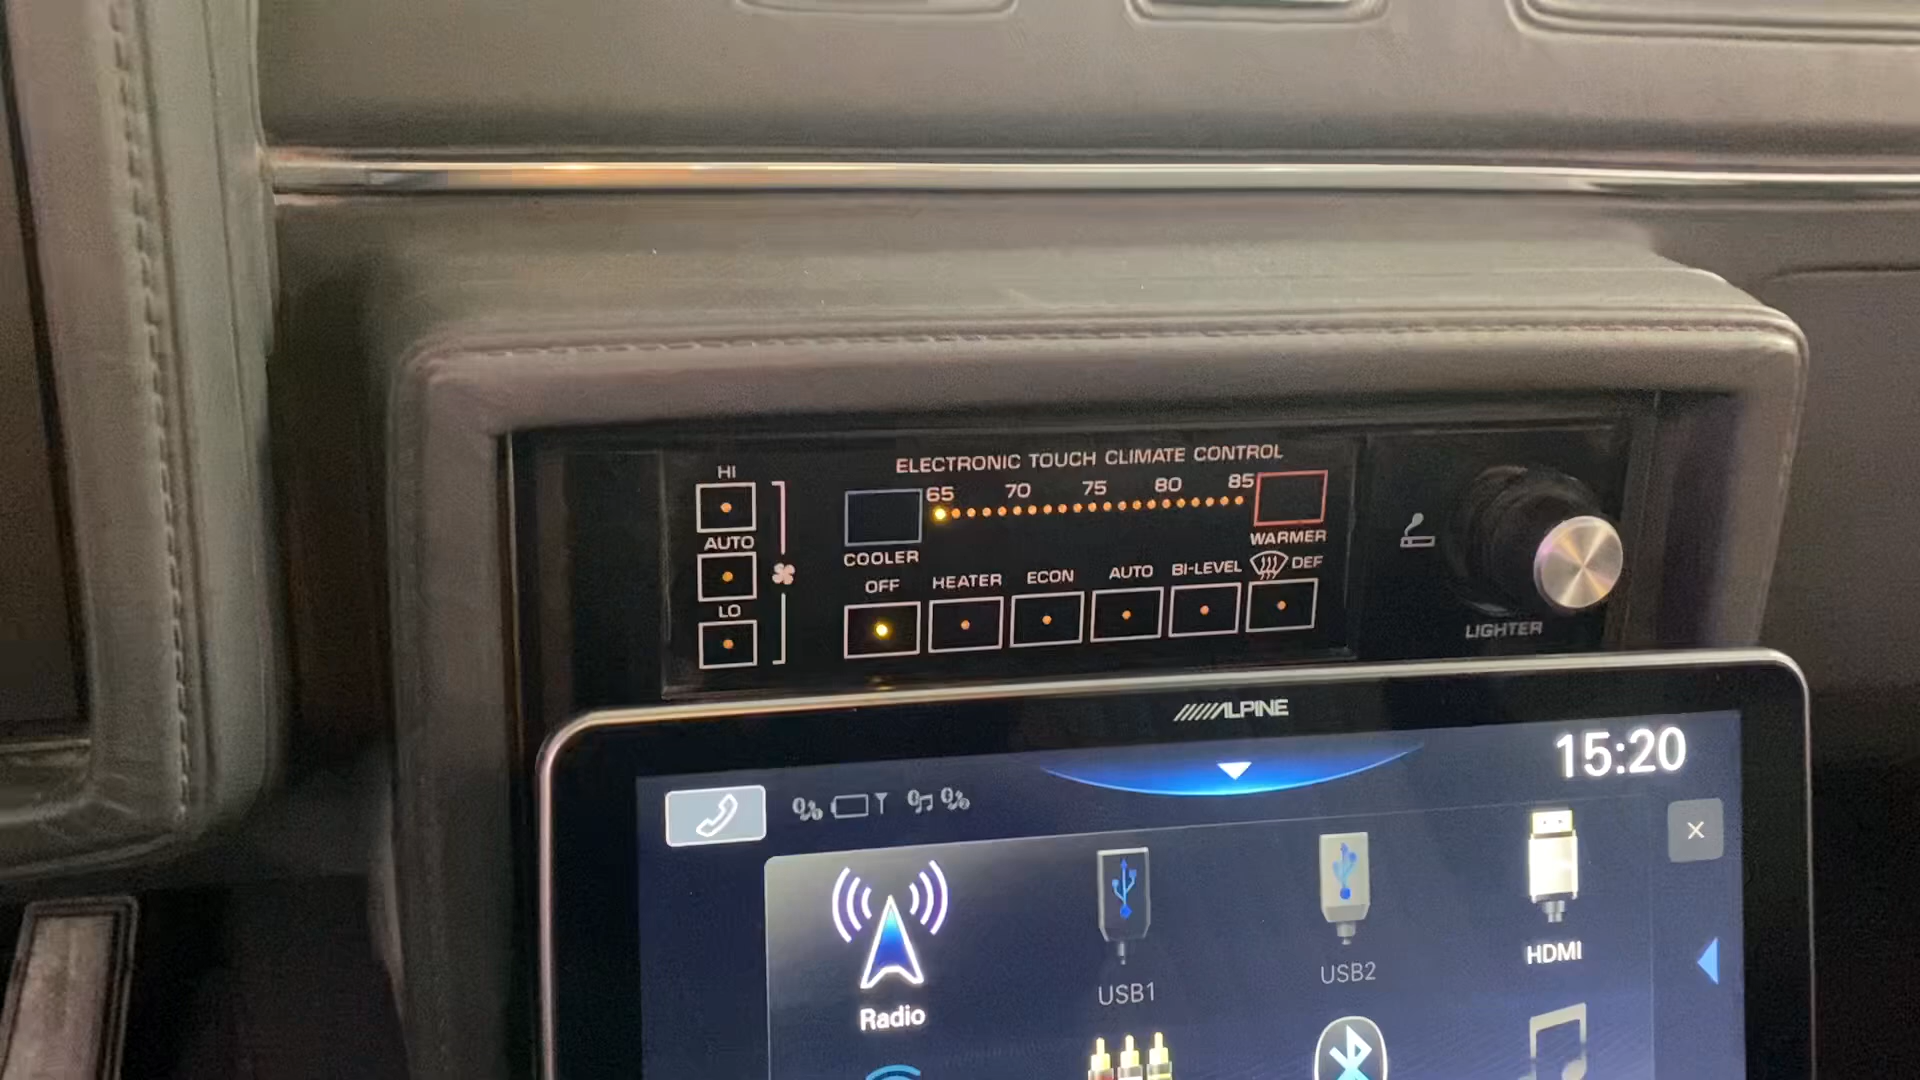 ELECTRONIC TOUCH CLIMATE CONTROL
HI
65 70 75 80 85
AUTO
COOLER
WARMER
OFF HEATER ECON AUTO BI-LEVEL DEF
LO
LIGHTER
ALPINE
15:20
Radio
USB1
USB2
HDMI